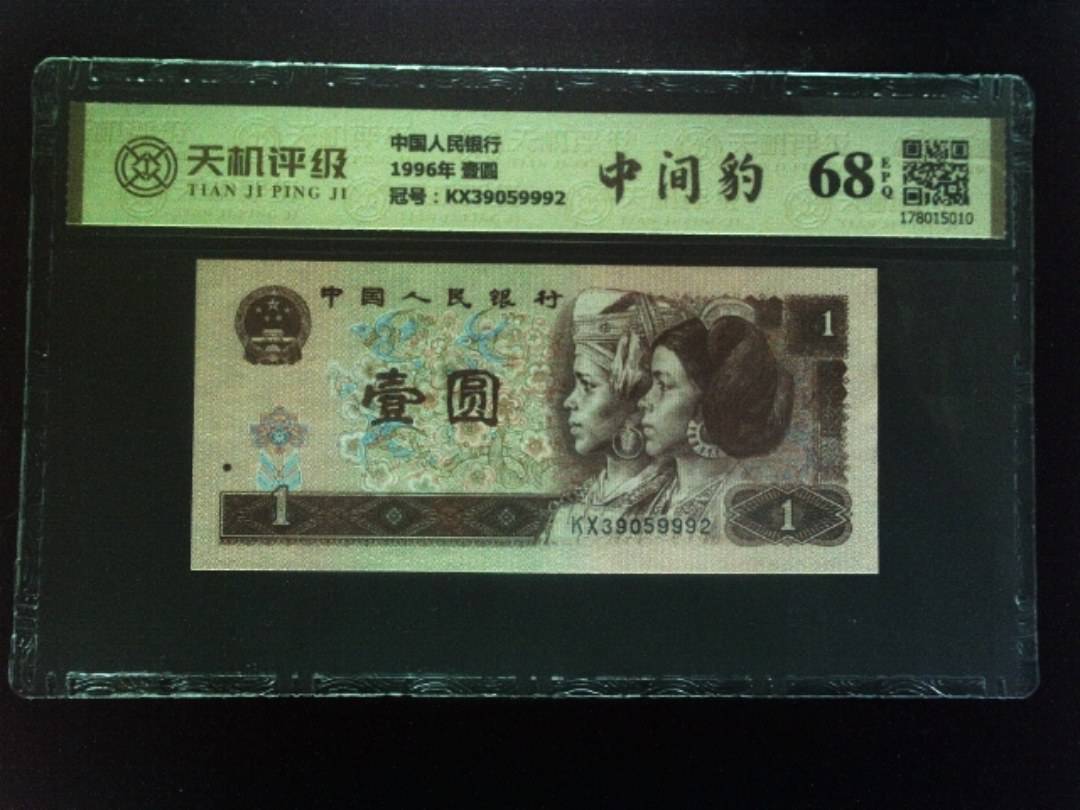 天机评级
TIAN JI PING JI
中国人民银行
1996年 壹圆
冠号：KX39059992
中间豹
68
EPQ
178015010
中国人民银行
壹圆
1
1
KX39059992
1